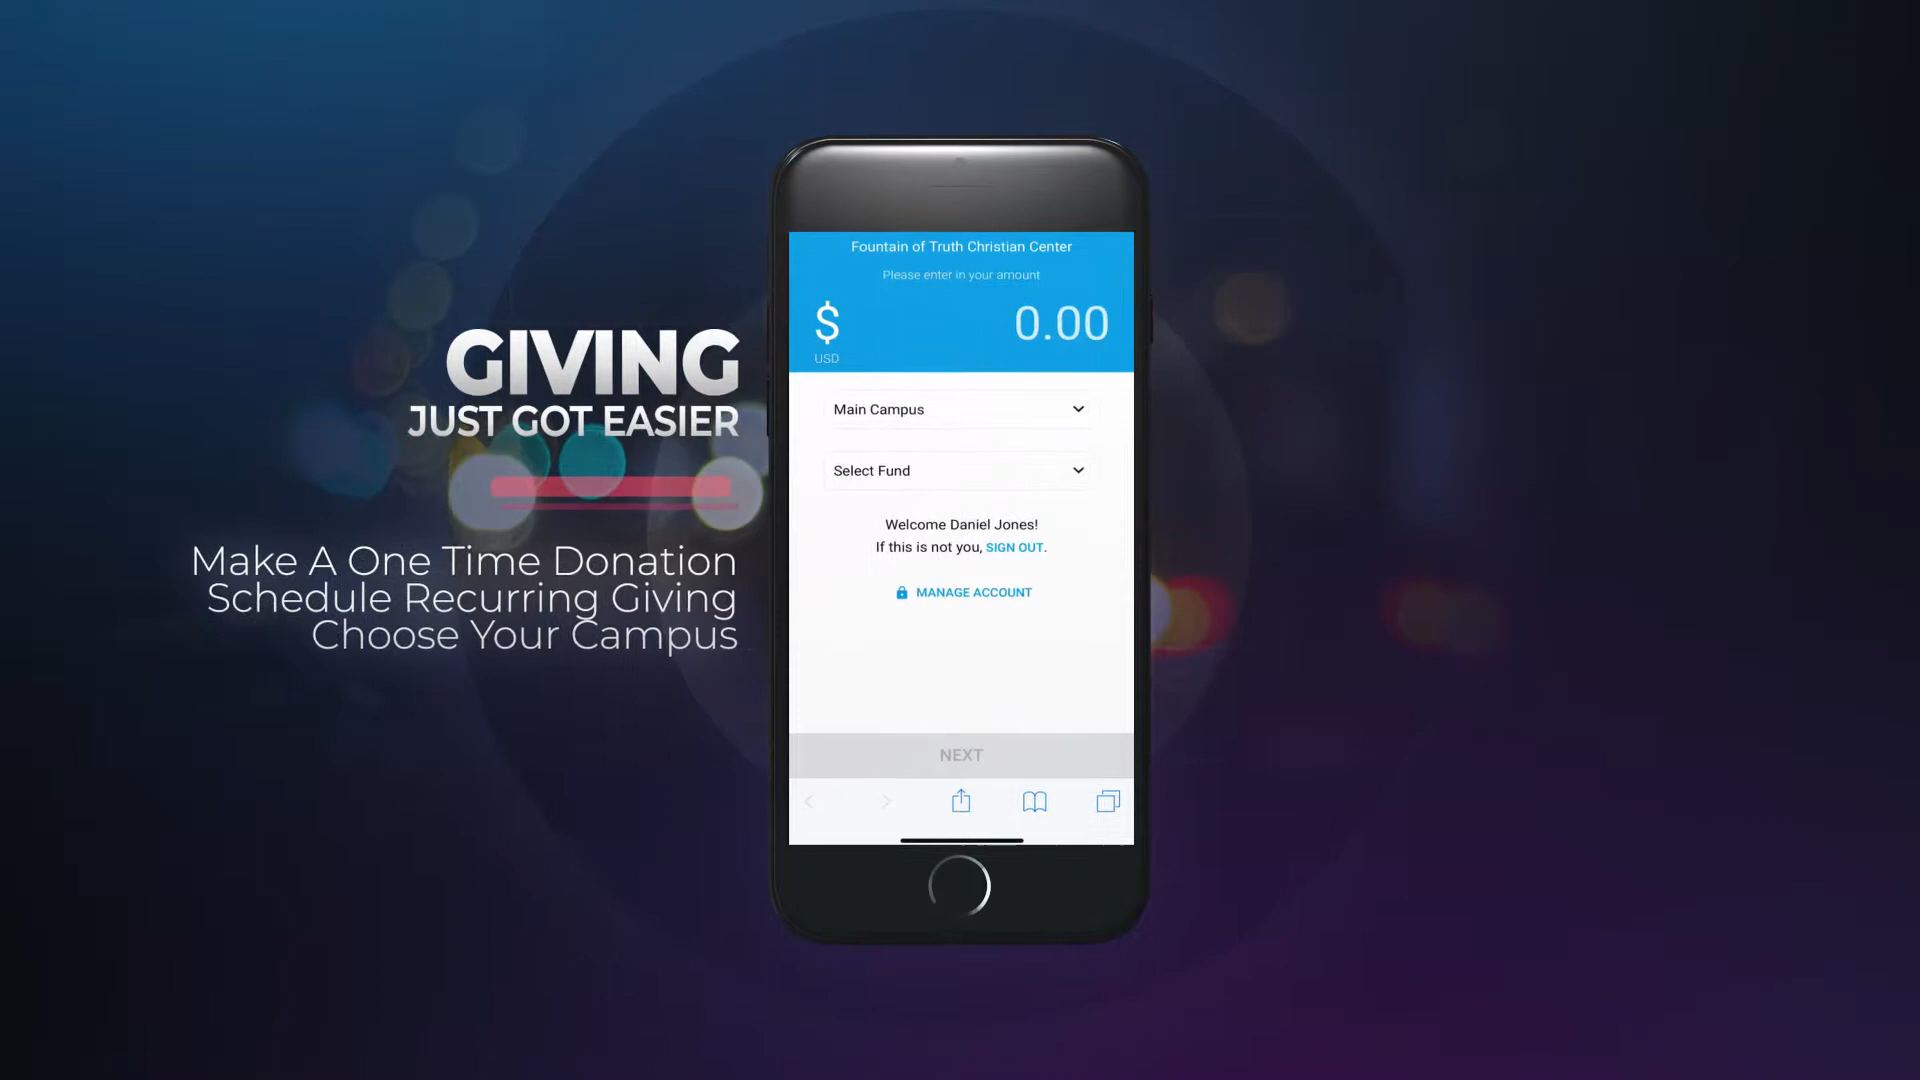 GIVING
JUST GOT EASIER
Make A One Time Donation
Schedule Recurring Giving
Choose Your Campus
Fountain of Truth Christian Center
Please enter in your amount
$ 0.00
USD
Main Campus
Select Fund
Welcome Daniel Jones!
If this is not you, SIGN OUT.
MANAGE ACCOUNT
NEXT